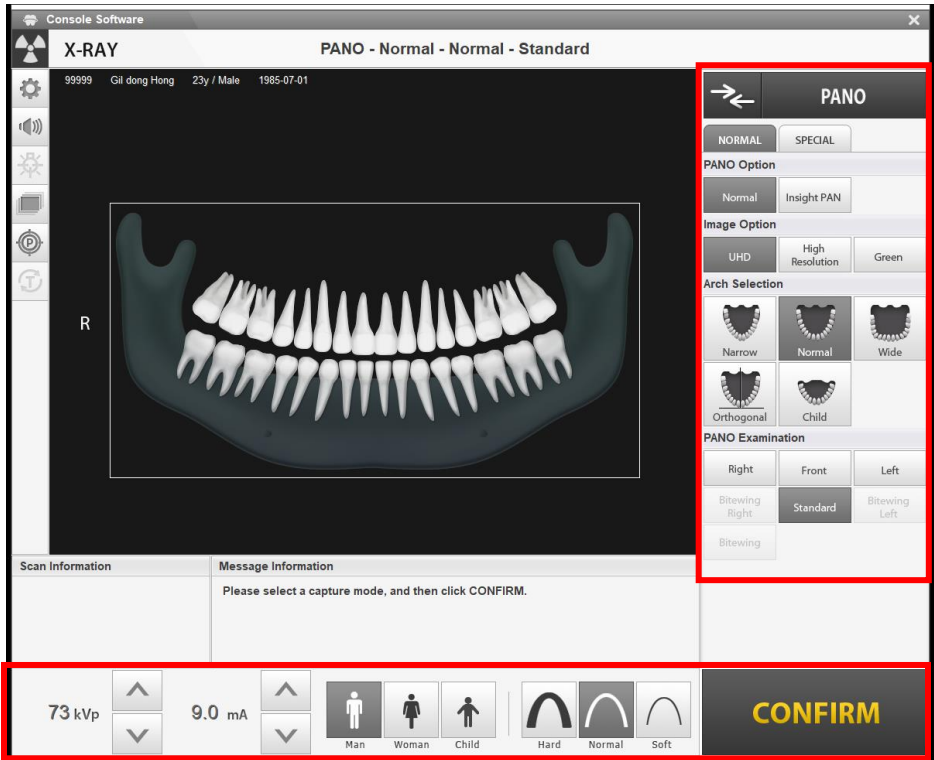 Console Software
X-RAY
PANO - Normal - Normal - Standard
99999 Gil dong Hong 23y / Male 1985-07-01
R
PANO
NORMAL SPECIAL
PANO Option
Normal Insight PAN
Image Option
UHD High Resolution Green
Arch Selection
Narrow Normal Wide
Orthogonal Child
PANO Examination
Right Front Left
Bitewing Right Standard Bitewing Left
Bitewing
Scan Information
Message Information
Please select a capture mode, and then click CONFIRM.
73 kVp 9.0 mA
Man Woman Child Hard Normal Soft
CONFIRM
P
T